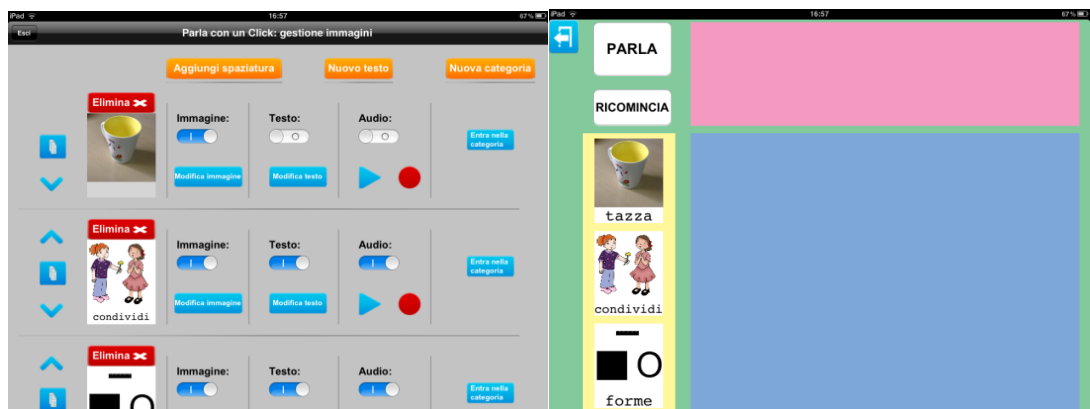 iPad 16:57 67%
Esci Parla con un Click: gestione immagini
Aggiungi spaziatura Nuovo testo Nuova categoria
Elimina
Immagine: Testo: Audio:
Entra nella
categoria
Modifica immagine Modifica testo
Elimina
Immagine: Testo: Audio:
Entra nella
categoria
Modifica immagine Modifica testo
condividi
Elimina
Immagine: Testo: Audio:
Entra nella
categoria
iPad 16:57 67%
PARLA
RICOMINCIA
tazza
condividi
forme